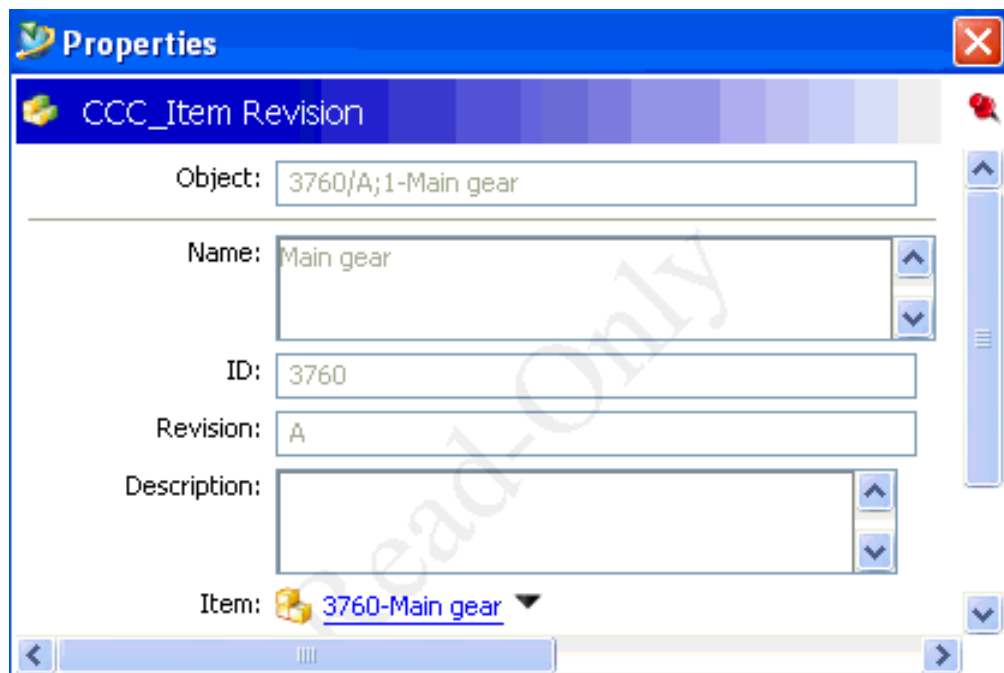 Properties
CCC_Item Revision
Object: 3760/A;1-Main gear
Name: Main gear
ID: 3760
Revision: A
Description:
Item: 3760-Main gear
Read-Only